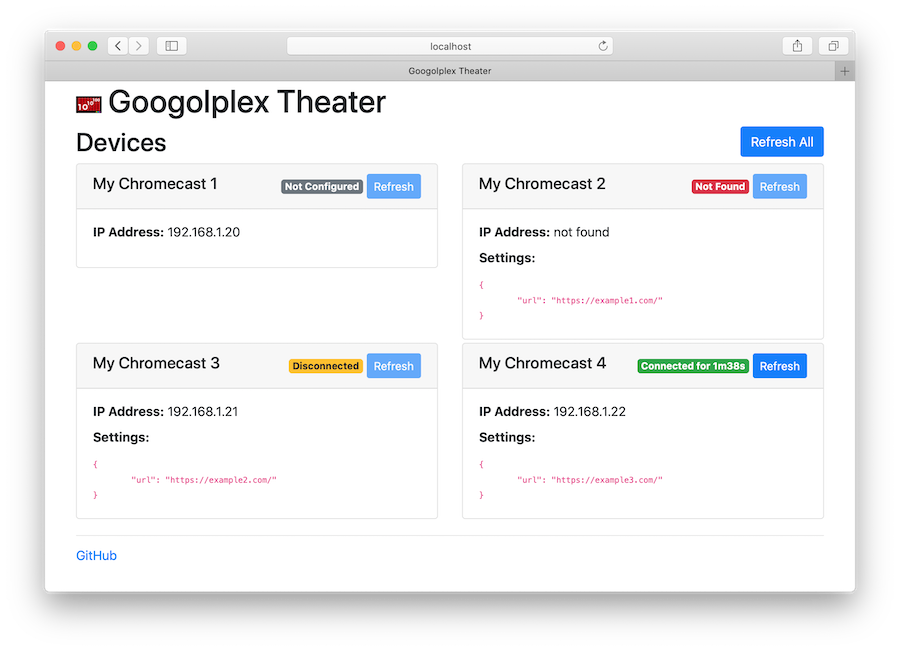 localhost
Googolplex Theater
10^10^100 Googolplex Theater
Devices
Refresh All
My Chromecast 1 Not Configured Refresh
IP Address: 192.168.1.20
My Chromecast 2 Not Found Refresh
IP Address: not found
Settings:
{
"url": "https://example1.com/"
}
My Chromecast 3 Disconnected Refresh
IP Address: 192.168.1.21
Settings:
{
"url": "https://example2.com/"
}
My Chromecast 4 Connected for 1m38s Refresh
IP Address: 192.168.1.22
Settings:
{
"url": "https://example3.com/"
}
GitHub